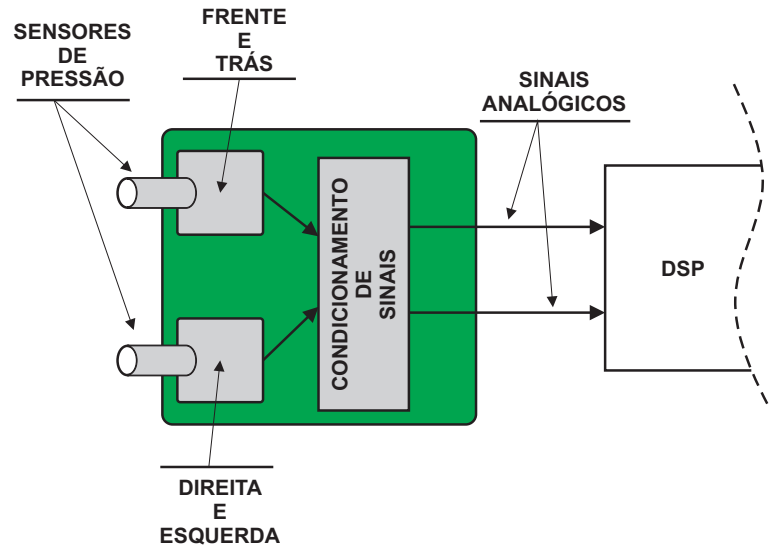 SENSORES
DE
PRESSÃO
FRENTE
E
TRÁS
SINAIS
ANALÓGICOS
CONDICIONAMENTO
DE
SINAIS
DSP
DIREITA
E
ESQUERDA